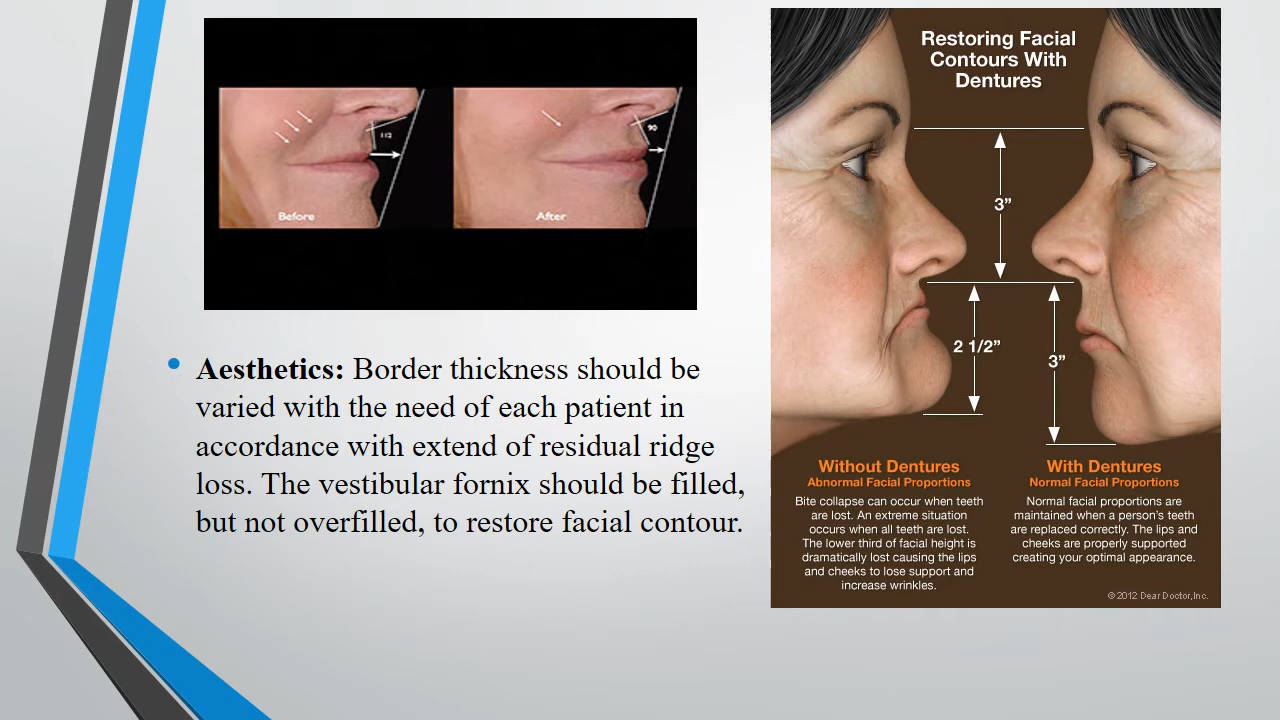 112
90
Before
After
• Aesthetics: Border thickness should be
varied with the need of each patient in
accordance with extend of residual ridge
loss. The vestibular fornix should be filled,
but not overfilled, to restore facial contour.
Restoring Facial
Contours With
Dentures
3”
2 1/2”
3”
Without Dentures
Abnormal Facial Proportions
Bite collapse can occur when teeth
are lost. An extreme situation
occurs when all teeth are lost.
The lower third of facial height is
dramatically lost causing the lips
and cheeks to lose support and
increase wrinkles.
With Dentures
Normal Facial Proportions
Normal facial proportions are
maintained when a person’s teeth
are replaced correctly. The lips and
cheeks are properly supported
creating your optimal appearance.
© 2012 Dear Doctor, Inc.